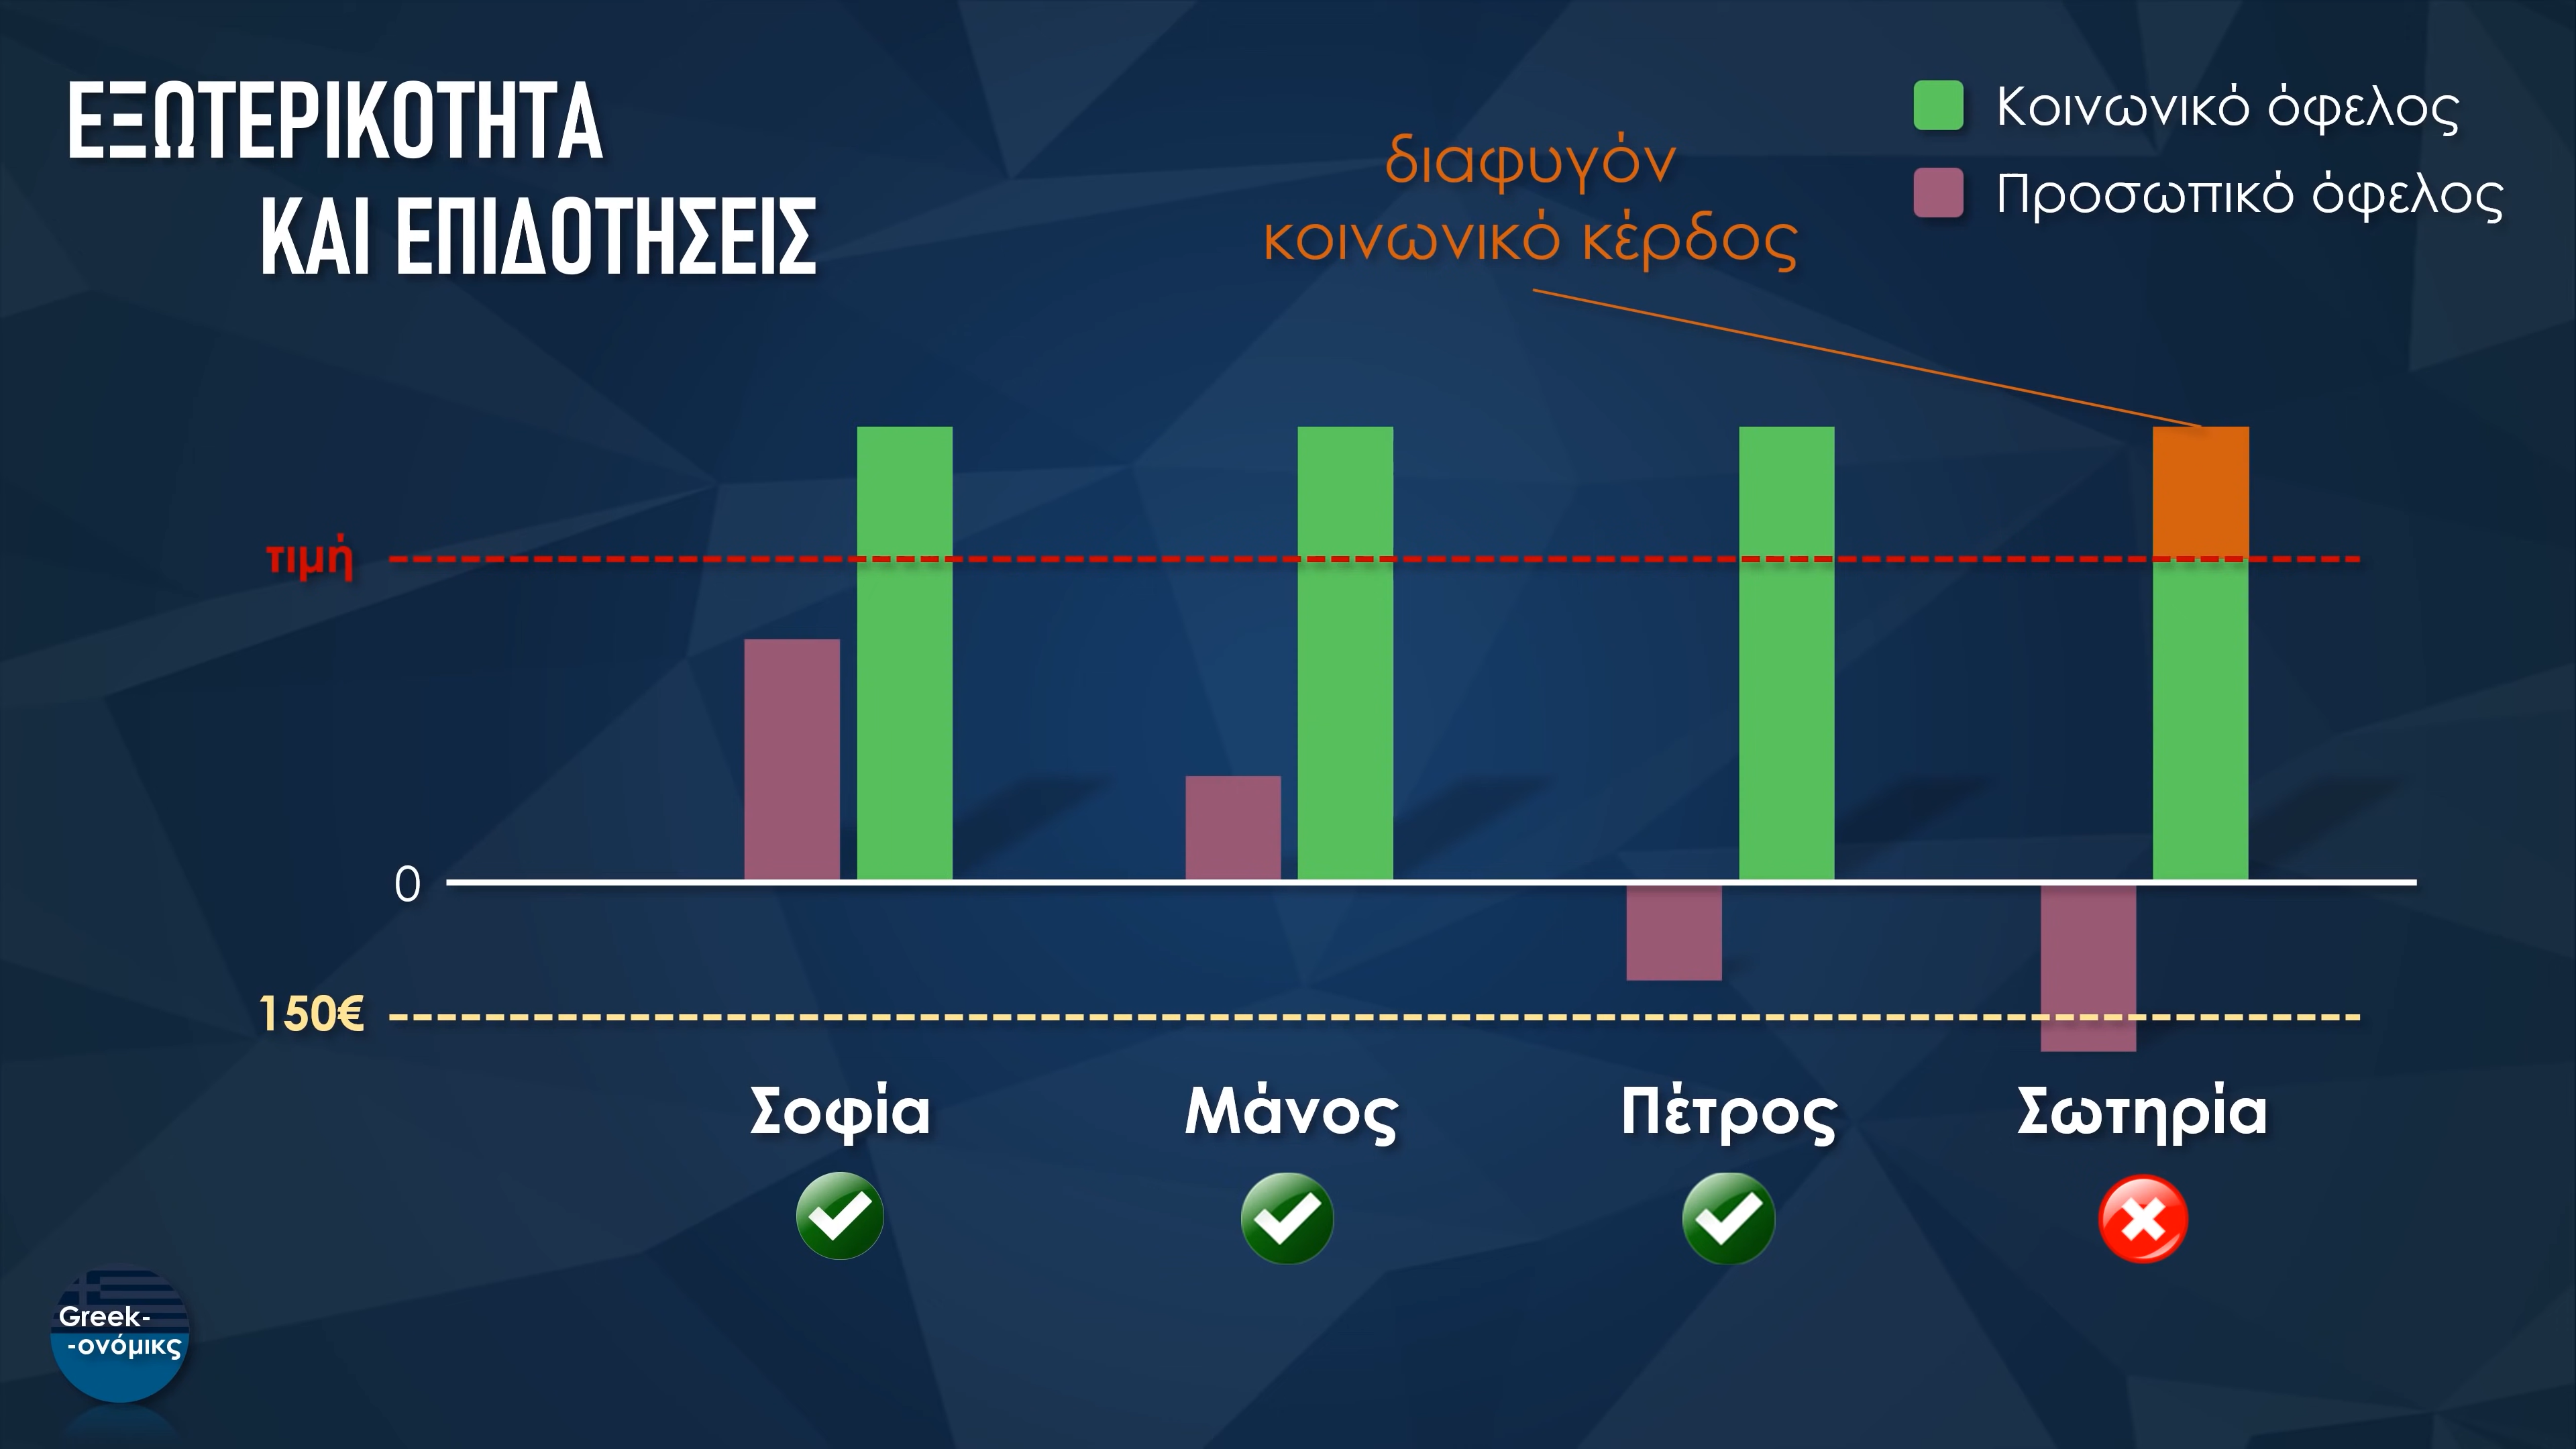 ΕΞΩΤΕΡΙΚΟΤΗΤΑ
ΚΑΙ ΕΠΙΔΟΤΗΣΕΙΣ
διαφυγόν
κοινωνικό κέρδος
Κοινωνικό όφελος
Προσωπικό όφελος
τιμή
0
150€
Σοφία
Μάνος
Πέτρος
Σωτηρία
Greek-
-ονόμικς